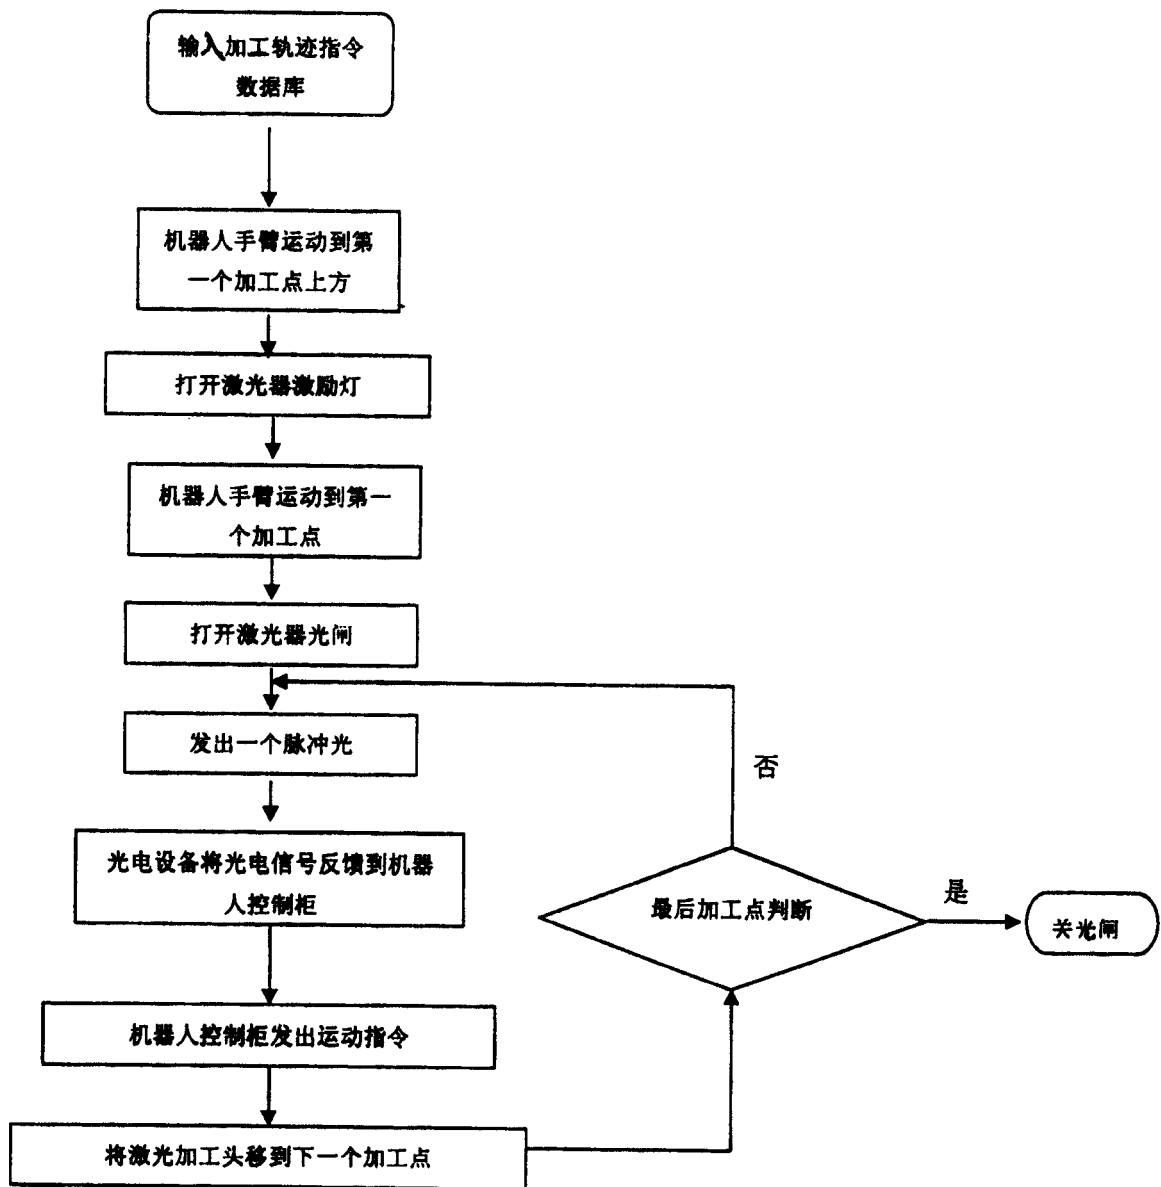 输入加工轨迹指令
数据库
机器人手臂运动到第
一个加工点上方
打开激光器激励灯
机器人手臂运动到第一
个加工点
打开激光器光闸
发出一个脉冲光
否
光电设备将光电信号反馈到机器
人控制柜
最后加工点判断
是
关光闸
机器人控制柜发出运动指令
将激光加工头移到下一个加工点